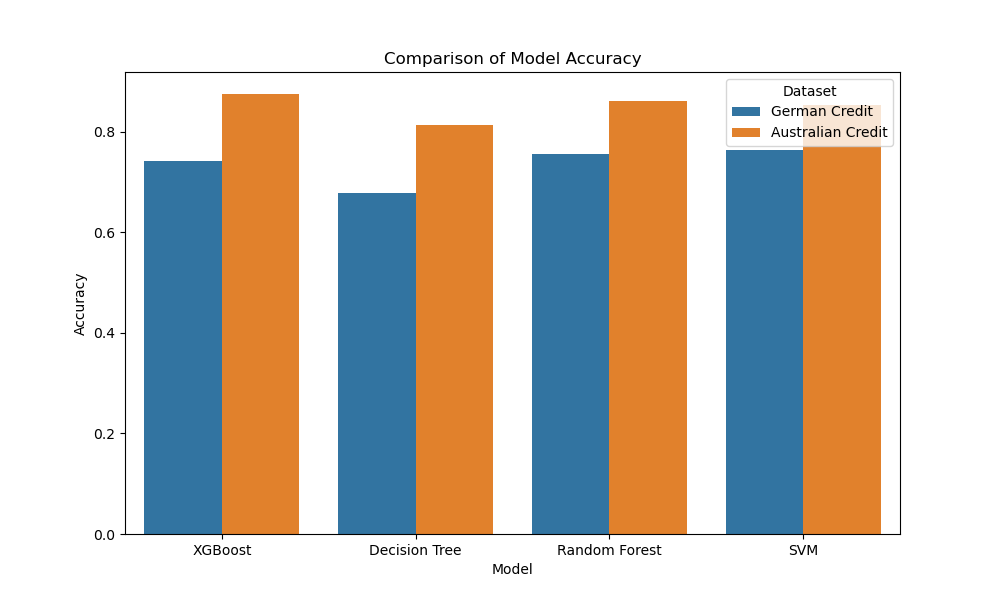 Comparison of Model Accuracy
Dataset
German Credit
Australian Credit
0.8
0.6
0.4
0.2
0.0
Accuracy
XGBoost Decision Tree Random Forest SVM
Model